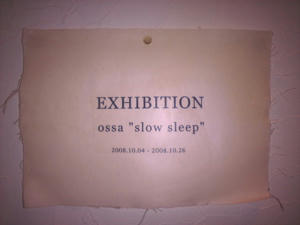 EXHIBITION
ossa "slow sleep"
2008.10.04 - 2008.10.26